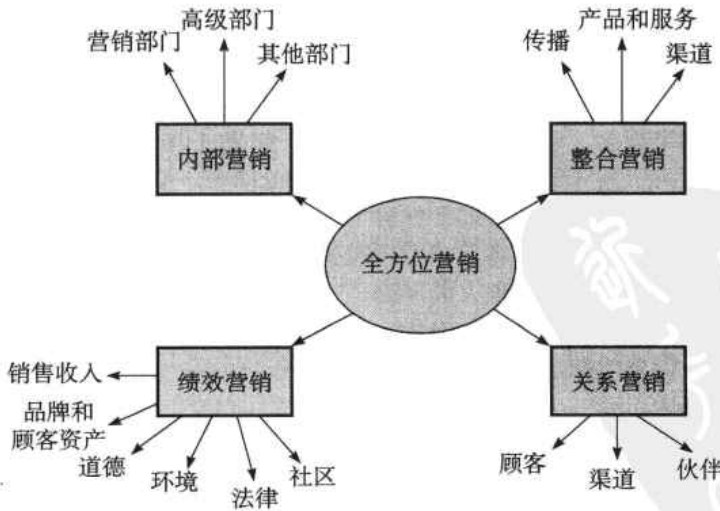 高级部门
营销部门
其他部门
产品和服务
传播
渠道
内部营销
整合营销
全方位营销
绩效营销
关系营销
销售收入
品牌和
顾客资产
道德
环境
法律
社区
顾客
渠道
伙伴